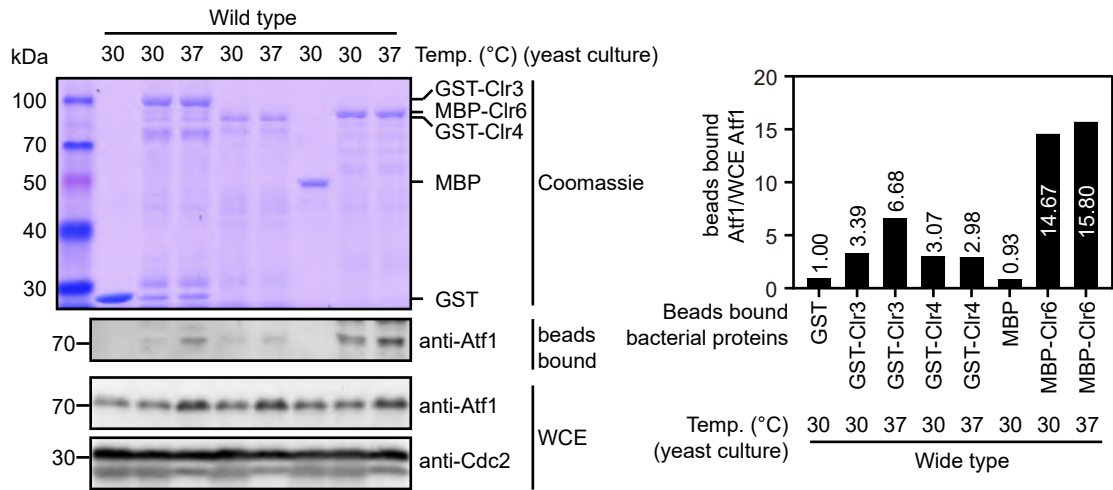 Wild type
kDa
30 30 37 30 37 30 30 37 Temp. (°C) (yeast culture)
100
70
50
40
30
GST-Clr3
MBP-Clr6
GST-Clr4
MBP
GST
Coomassie
70
anti-Atf1
beads
bound
70
anti-Atf1
30
anti-Cdc2
WCE
beads bound
Atf1/WCE Atf1
20
15
10
5
0
1.00
3.39
6.68
3.07
2.98
0.93
14.67
15.80
Beads bound
bacterial proteins
GST
GST-Clr3
GST-Clr3
GST-Clr4
GST-Clr4
MBP
MBP-Clr6
MBP-Clr6
Temp. (°C)
(yeast culture)
30 30 37 30 37 30 30 37
Wide type